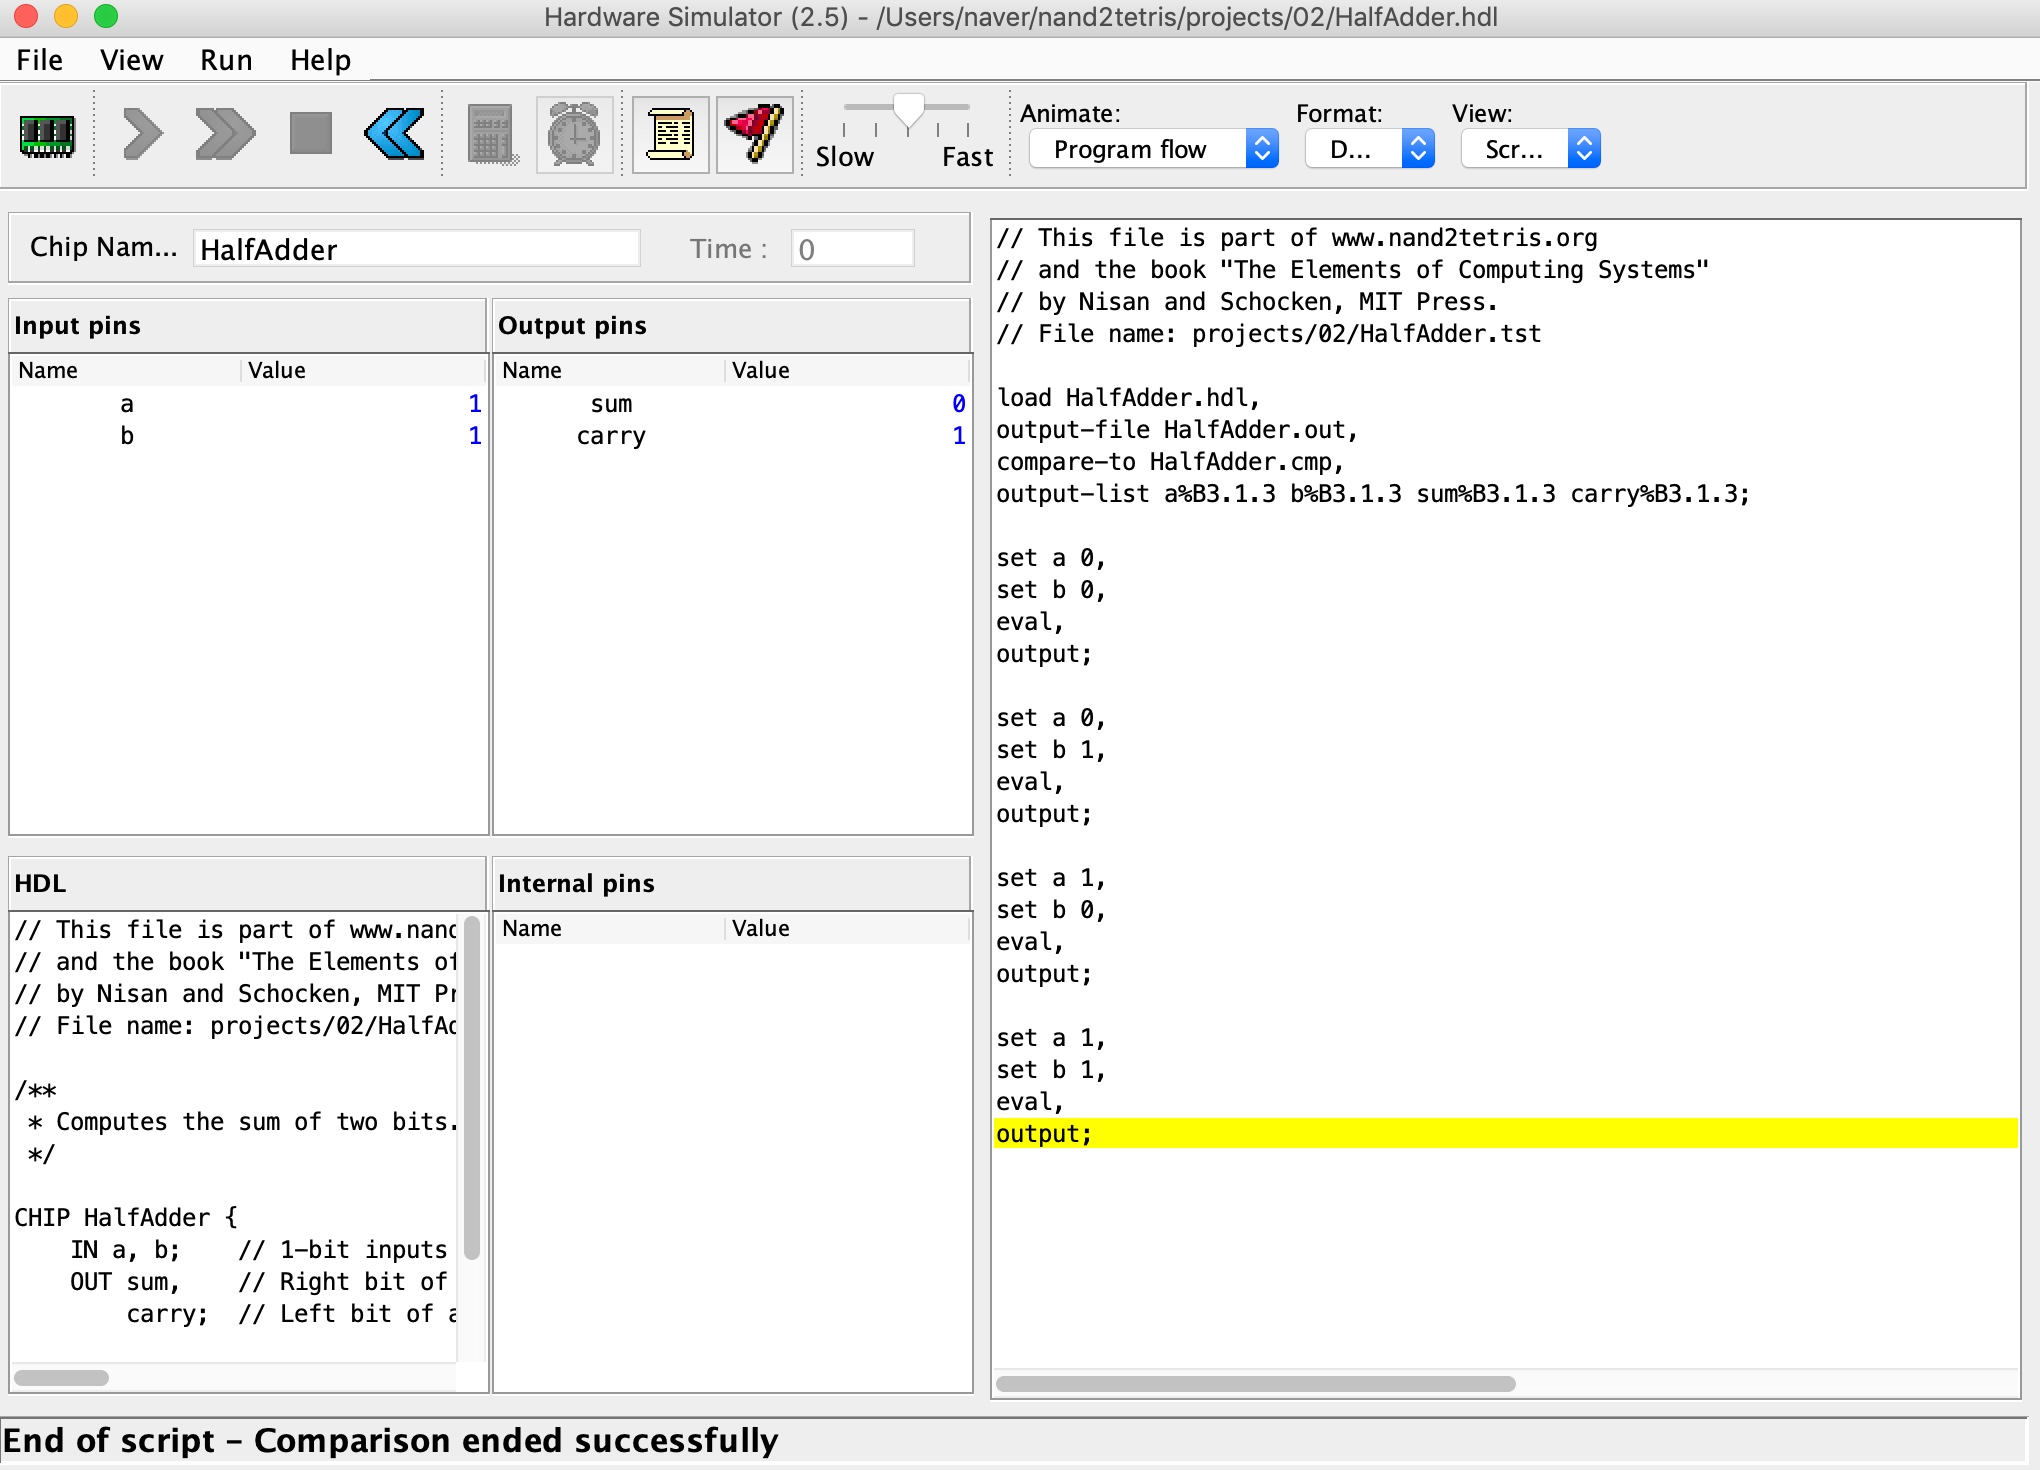 Hardware Simulator (2.5) - /Users/naver/nand2tetris/projects/02/HalfAdder.hdl
File View Run Help
Slow Fast
Animate: Format: View:
Program flow D... Scr...
Chip Nam... HalfAdder Time : 0
Input pins
Name Value
a 1
b 1
Output pins
Name Value
sum 0
carry 1
HDL
// This file is part of www.nand
// and the book "The Elements of
// by Nisan and Schocken, MIT Pr
// File name: projects/02/HalfAd
/**
* Computes the sum of two bits.
*/
CHIP HalfAdder {
IN a, b; // 1-bit inputs
OUT sum, // Right bit of
carry; // Left bit of a
Internal pins
Name Value
// This file is part of www.nand2tetris.org
// and the book "The Elements of Computing Systems"
// by Nisan and Schocken, MIT Press.
// File name: projects/02/HalfAdder.tst
load HalfAdder.hdl,
output-file HalfAdder.out,
compare-to HalfAdder.cmp,
output-list a%B3.1.3 b%B3.1.3 sum%B3.1.3 carry%B3.1.3;
set a 0,
set b 0,
eval,
output;
set a 0,
set b 1,
eval,
output;
set a 1,
set b 0,
eval,
output;
set a 1,
set b 1,
eval,
output;
End of script - Comparison ended successfully